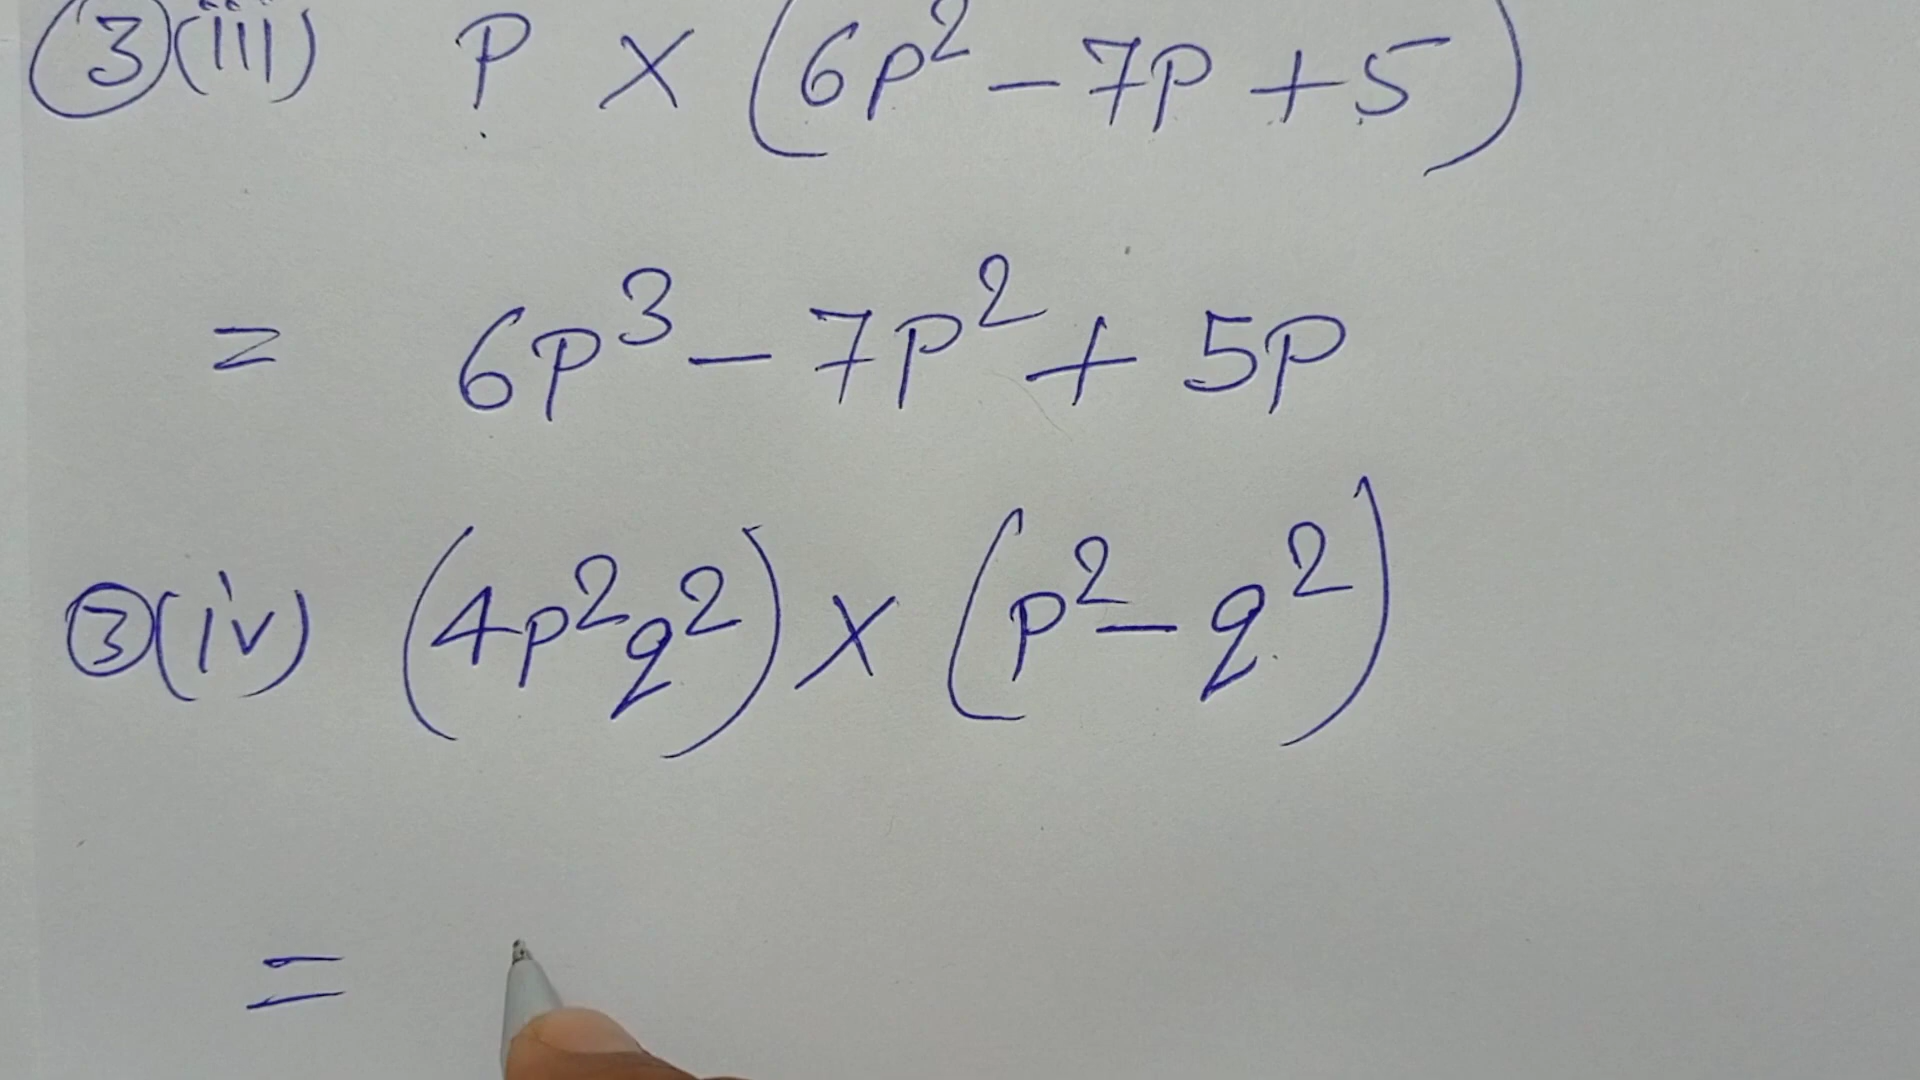 ③(iii) P × (6p² - 7p + 5)
= 6p³ - 7p² + 5p
③(iv) (4p²q²) × (p² - q²)
=